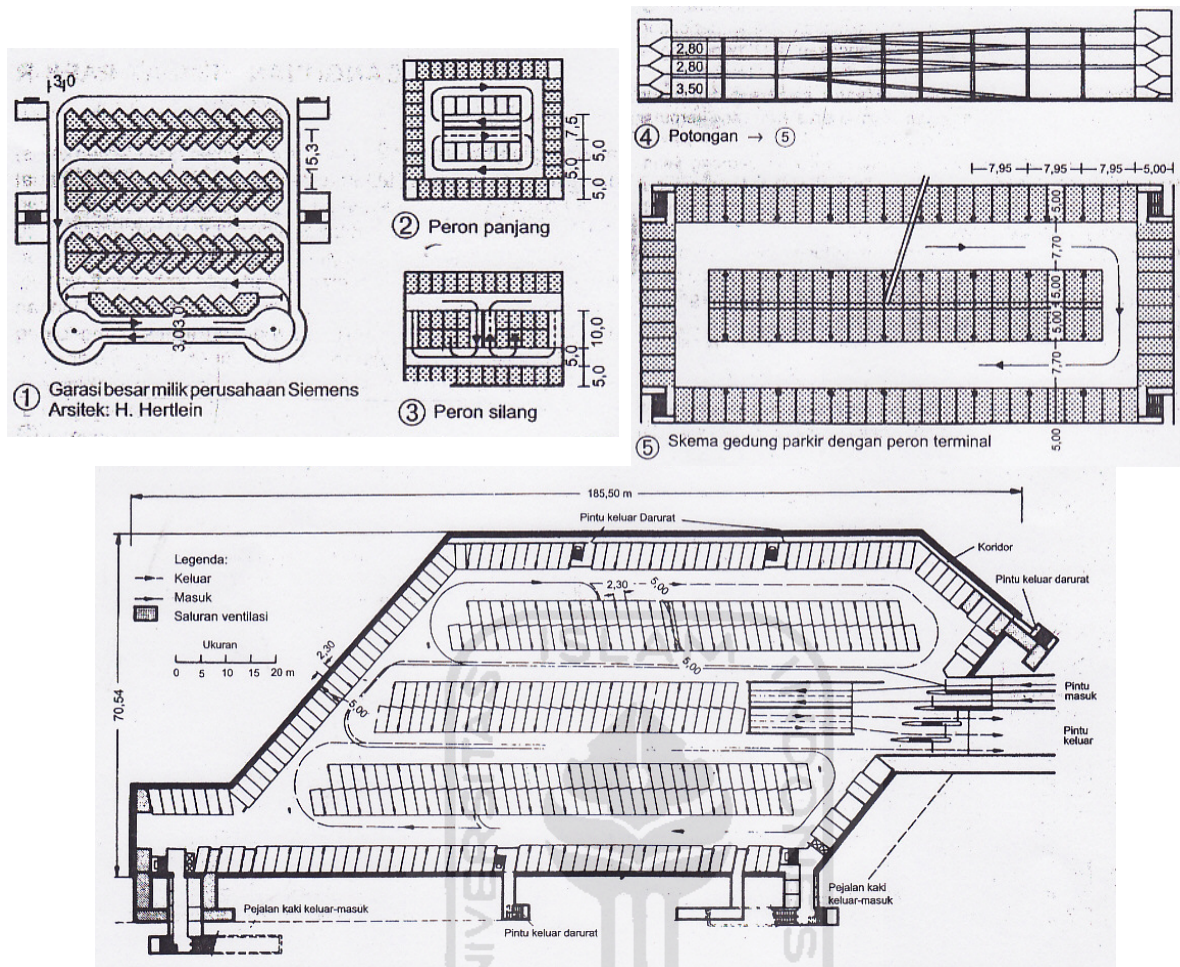 3,0
15,3
3,03,0
① Garasi besar milik perusahaan Siemens
Arsitek: H. Hertlein
7,5
5,0
5,0
5,0
② Peron panjang
10,0
5,0
5,0
③ Peron silang
2,80
2,80
3,50
④ Potongan → ⑤
7,95 7,95 7,95 5,00
5,00
7,70
5,00
5,00
7,70
5,00
⑤ Skema gedung parkir dengan peron terminal
185,50 m
Pintu keluar Darurat
Koridor
Pintu keluar darurat
Legenda:
Keluar
Masuk
Saluran ventilasi
Ukuran
0 5 10 15 20 m
70,54
2,30
5,00
2,30
5,00
5,00
Pintu
masuk
Pintu
keluar
Pejalan kaki keluar-masuk
Pintu keluar darurat
Pejalan kaki
keluar-masuk
ISLAM
UNIVERSITAS